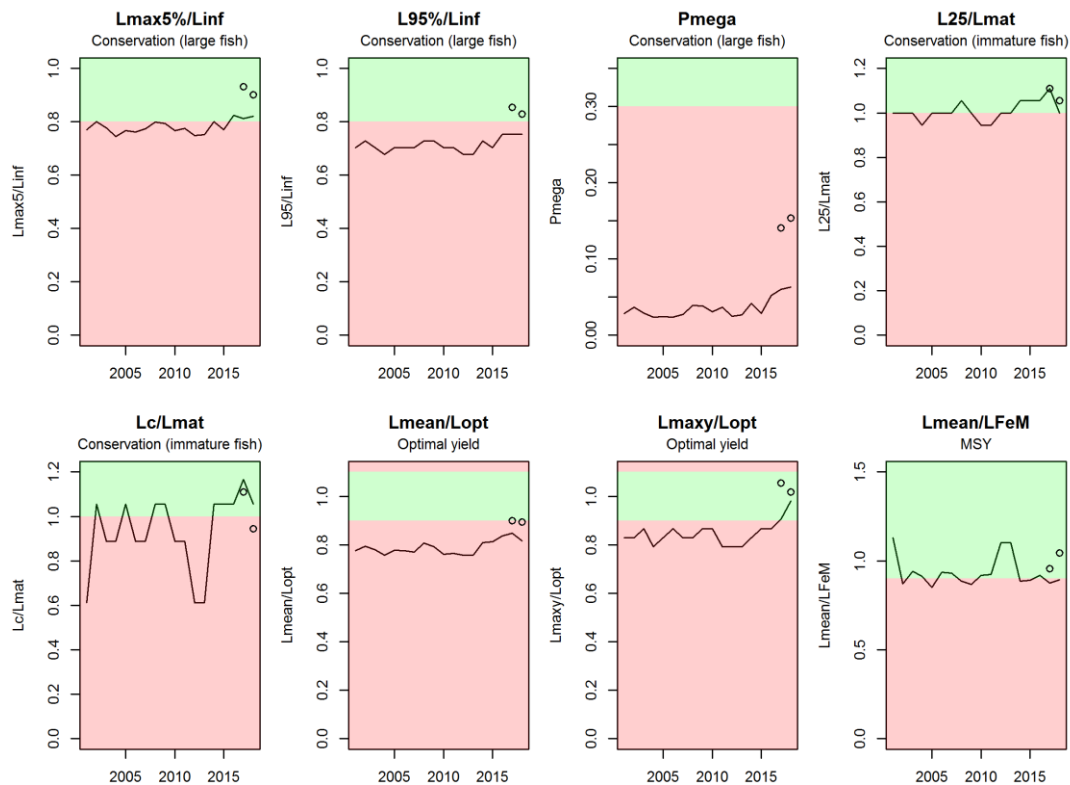 Lmax5%/Linf
Conservation (large fish)
Lmax5/Linf
1.0
0.8
0.6
0.4
0.2
0.0
2005 2010 2015
L95%/Linf
Conservation (large fish)
L95/Linf
1.0
0.8
0.6
0.4
0.2
0.0
2005 2010 2015
Pmega
Conservation (large fish)
Pmega
0.30
0.20
0.10
0.00
2005 2010 2015
L25/Lmat
Conservation (immature fish)
L25/Lmat
1.2
1.0
0.8
0.6
0.4
0.2
0.0
2005 2010 2015
Lc/Lmat
Conservation (immature fish)
Lc/Lmat
1.2
1.0
0.8
0.6
0.4
0.2
0.0
2005 2010 2015
Lmean/Lopt
Optimal yield
Lmean/Lopt
1.0
0.8
0.6
0.4
0.2
0.0
2005 2010 2015
Lmaxy/Lopt
Optimal yield
Lmaxy/Lopt
1.0
0.8
0.6
0.4
0.2
0.0
2005 2010 2015
Lmean/LFeM
MSY
Lmean/LFeM
1.5
1.0
0.5
0.0
2005 2010 2015